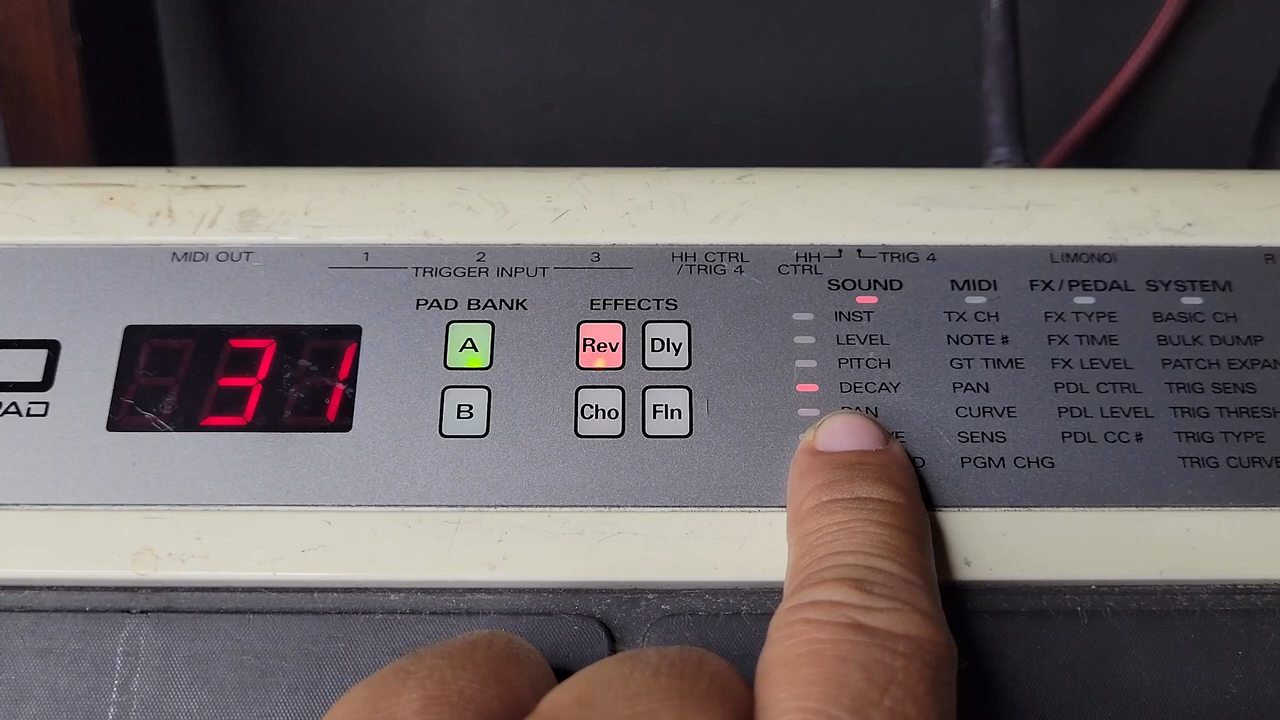 MIDI OUT 1 2 3 HH CTRL HH TRIG 4 L(MONO) R
TRIGGER INPUT /TRIG 4 CTRL
PAD BANK EFFECTS SOUND MIDI FX/PEDAL SYSTEM
INST TX CH FX TYPE BASIC CH
A Rev Dly LEVEL NOTE # FX TIME BULK DUMP
PITCH GT TIME FX LEVEL PATCH EXPAN
31 DECAY PAN PDL CTRL TRIG SENS
PAD B Cho Fln PAN CURVE PDL LEVEL TRIG THRESH
VE SENS PDL CC# TRIG TYPE
D PGM CHG TRIG CURVE